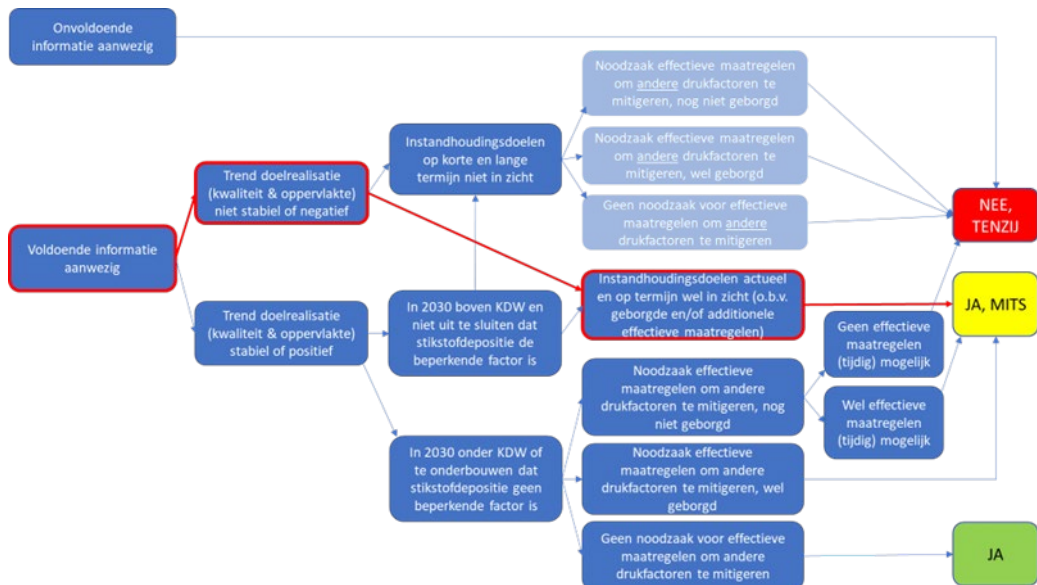 Onvoldoende
informatie aanwezig
Noodzaak effectieve maatregelen
om andere drukfactoren te
mitigeren, nog niet geborgd
Instandhoudingsdoelen
op korte en lange
termijn niet in zicht
Noodzaak effectieve maatregelen
om andere drukfactoren te
mitigeren, wel geborgd
Trend doelrealisatie
(kwaliteit & oppervlakte)
niet stabiel of negatief
Geen noodzaak voor effectieve
maatregelen om andere
drukfactoren te mitigeren
NEE,
TENZIJ
Voldoende informatie
aanwezig
Instandhoudingsdoelen actueel
en op termijn wel in zicht (o.b.v.
geborgde en/of additionele
effectieve maatregelen)
JA, MITS
Trend doelrealisatie
(kwaliteit & oppervlakte)
stabiel of positief
In 2030 boven KDW en
niet uit te sluiten dat
stikstofdepositie de
beperkende factor is
Geen effectieve
maatregelen
(tijdig) mogelijk
Noodzaak effectieve
maatregelen om andere
drukfactoren te mitigeren, nog
niet geborgd
Wel effectieve
maatregelen
(tijdig) mogelijk
In 2030 onder KDW of
te onderbouwen dat
stikstofdepositie geen
beperkende factor is
Noodzaak effectieve
maatregelen om andere
drukfactoren te mitigeren, wel
geborgd
Geen noodzaak voor effectieve
maatregelen om andere
drukfactoren te mitigeren
JA